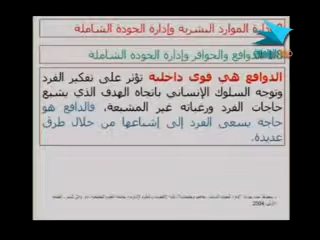 إدارة الموارد البشرية وإدارة الجودة الشاملة
الدوافع والحوافز وإدارة الجودة الشاملة
الدوافع هي قوى داخلية تؤثر على تفكير الفرد
وتوجه السلوك الإنساني باتجاه الهدف الذي يشبع
حاجات الفرد ورغباته غير المشبعة. فالدافع هو
حاجة يسعى الفرد إلى إشباعها من خلال طرق
عديدة.